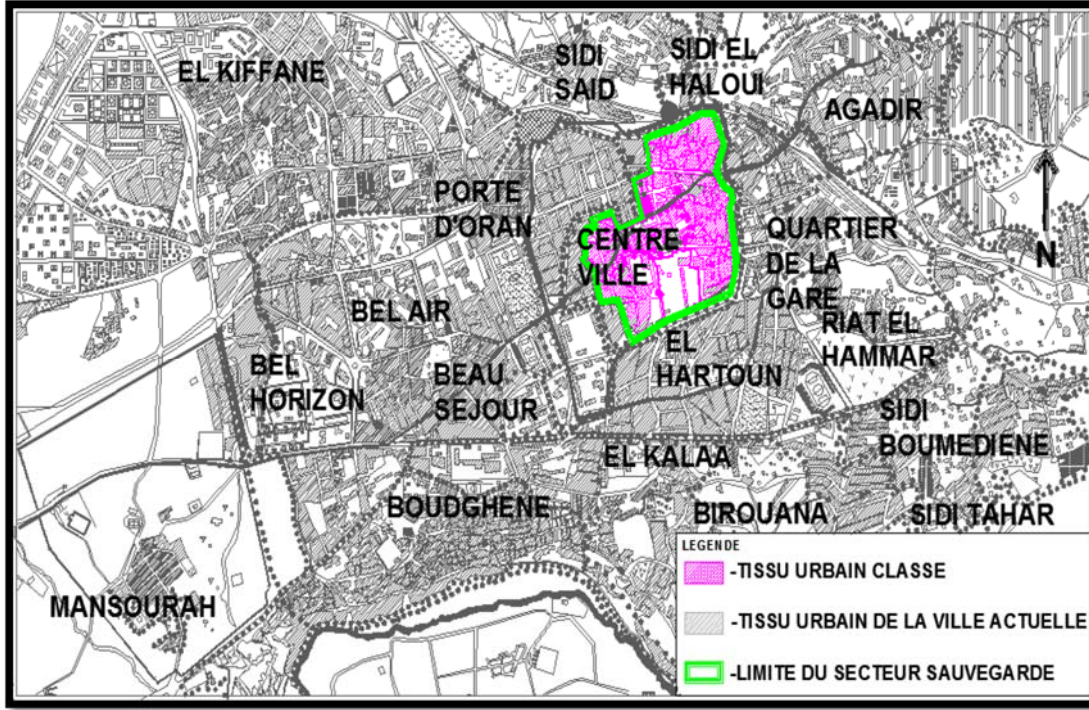 EL KIFFANE
SIDI
SAID
SIDI EL
HALOUI
AGADIR
PORTE
D'ORAN
CENTRE
VILLE
QUARTIER
DE LA
GARE
N
BEL AIR
RIAT EL
HAMMAR
EL
HARTOUN
BEL
HORIZON
BEAU
SEJOUR
SIDI
BOUMEDIENE
EL KALAA
BOUDGHENE
BIROUANA
SIDI TAHAR
MANSOURAH
LEGENDE
-TISSU URBAIN CLASSE
-TISSU URBAIN DE LA VILLE ACTUELLE
-LIMITE DU SECTEUR SAUVEGARDE